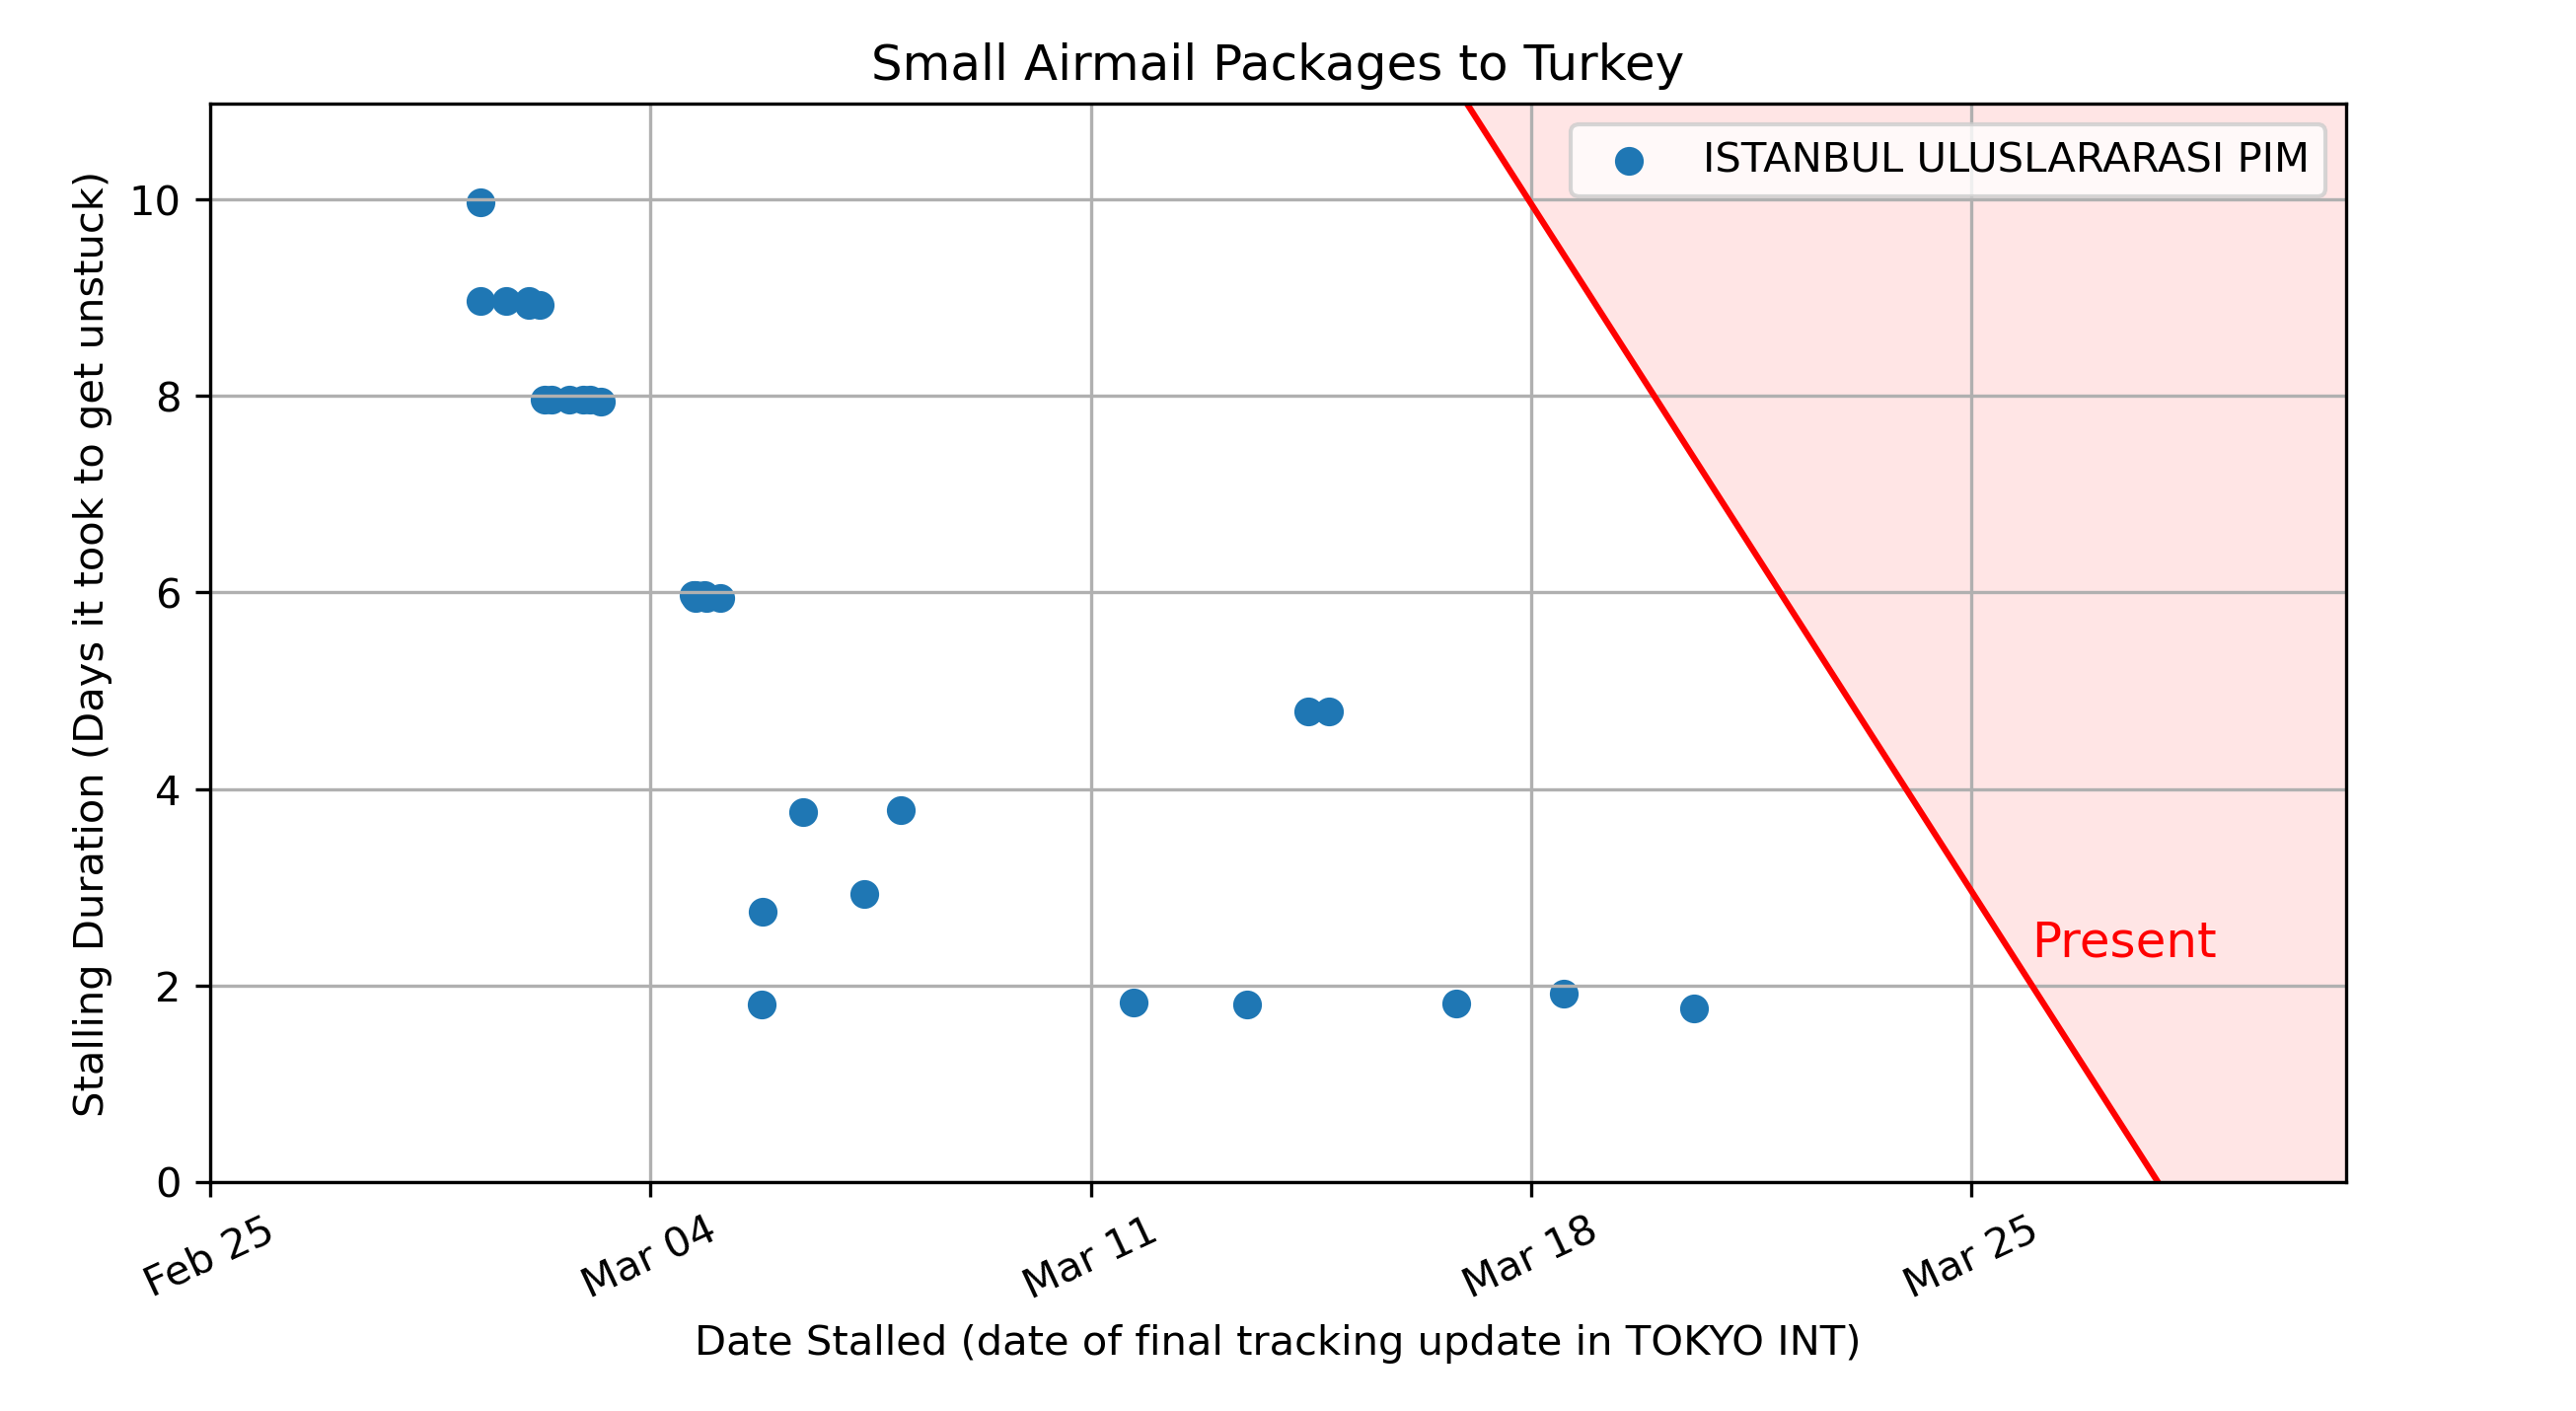 Small Airmail Packages to Turkey
ISTANBUL ULUSLARARASI PIM
Stalling Duration (Days it took to get unstuck)
10
8
6
4
2
0
Present
Feb 25
Mar 04
Mar 11
Mar 18
Mar 25
Date Stalled (date of final tracking update in TOKYO INT)